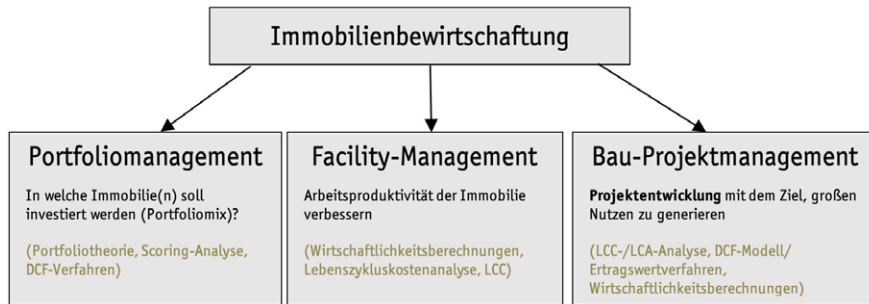 Immobilienbewirtschaftung
Portfoliomanagement
In welche Immobilie(n) soll
investiert werden (Portfoliomix)?
(Portfoliotheorie, Scoring-Analyse,
DCF-Verfahren)
Facility-Management
Arbeitsproduktivität der Immobilie
verbessern
(Wirtschaftlichkeitsberechnungen,
Lebenszykluskostenanalyse, LCC)
Bau-Projektmanagement
Projektentwicklung mit dem Ziel, großen
Nutzen zu generieren
(LCC-/LCA-Analyse, DCF-Modell/
Ertragswertverfahren,
Wirtschaftlichkeitsberechnungen)